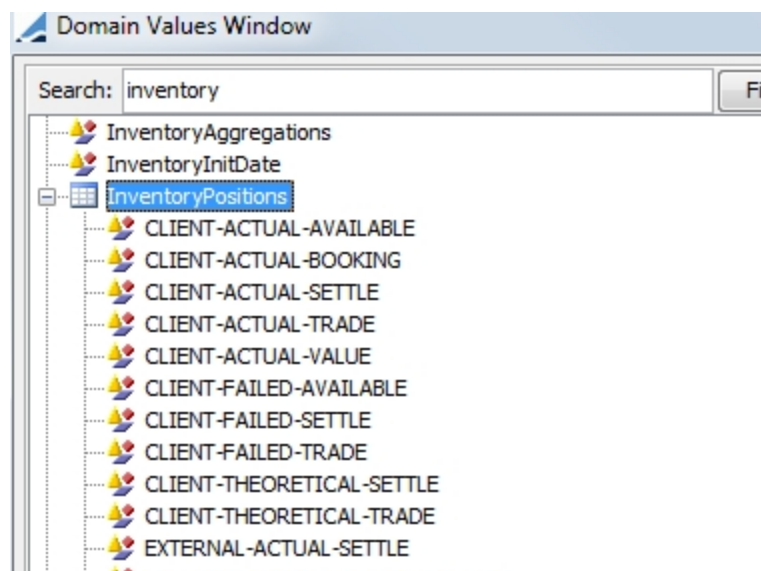 Domain Values Window
Search: inventory Fi
InventoryAggregations
InventoryInitDate
InventoryPositions
CLIENT-ACTUAL-AVAILABLE
CLIENT-ACTUAL-BOOKING
CLIENT-ACTUAL-SETTLE
CLIENT-ACTUAL-TRADE
CLIENT-ACTUAL-VALUE
CLIENT-FAILED-AVAILABLE
CLIENT-FAILED-SETTLE
CLIENT-FAILED-TRADE
CLIENT-THEORETICAL-SETTLE
CLIENT-THEORETICAL-TRADE
EXTERNAL-ACTUAL-SETTLE